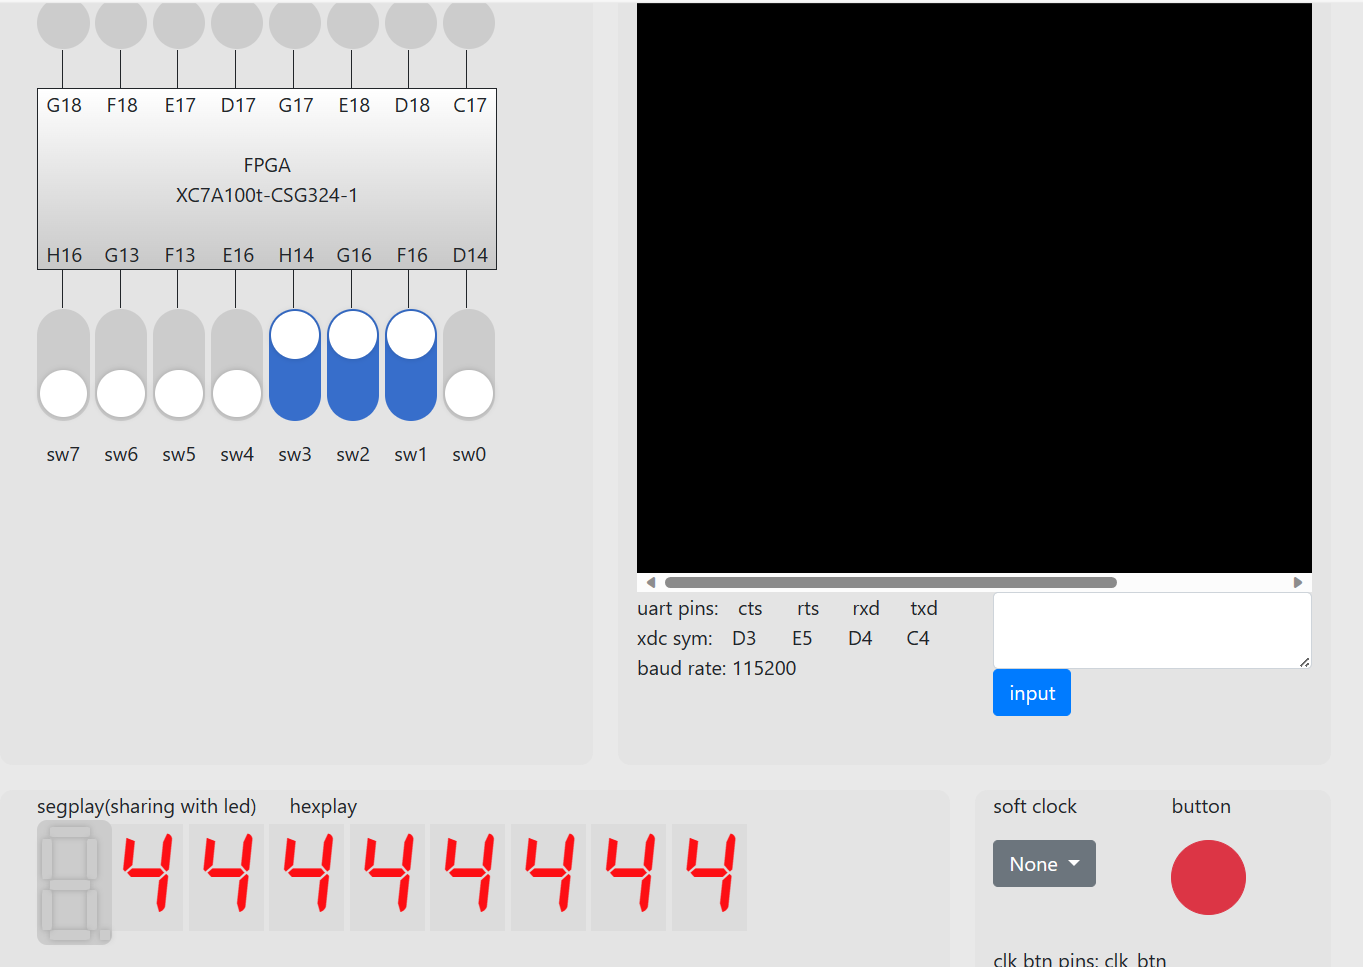 G18 F18 E17 D17 G17 E18 D18 C17
FPGA
XC7A100t-CSG324-1
H16 G13 F13 E16 H14 G16 F16 D14
sw7 sw6 sw5 sw4 sw3 sw2 sw1 sw0
uart pins: cts rts rxd txd
xdc sym: D3 E5 D4 C4
baud rate: 115200
input
segplay(sharing with led) hexplay
4 4 4 4 4 4 4 4
soft clock button
None
clk btn pins: clk_btn